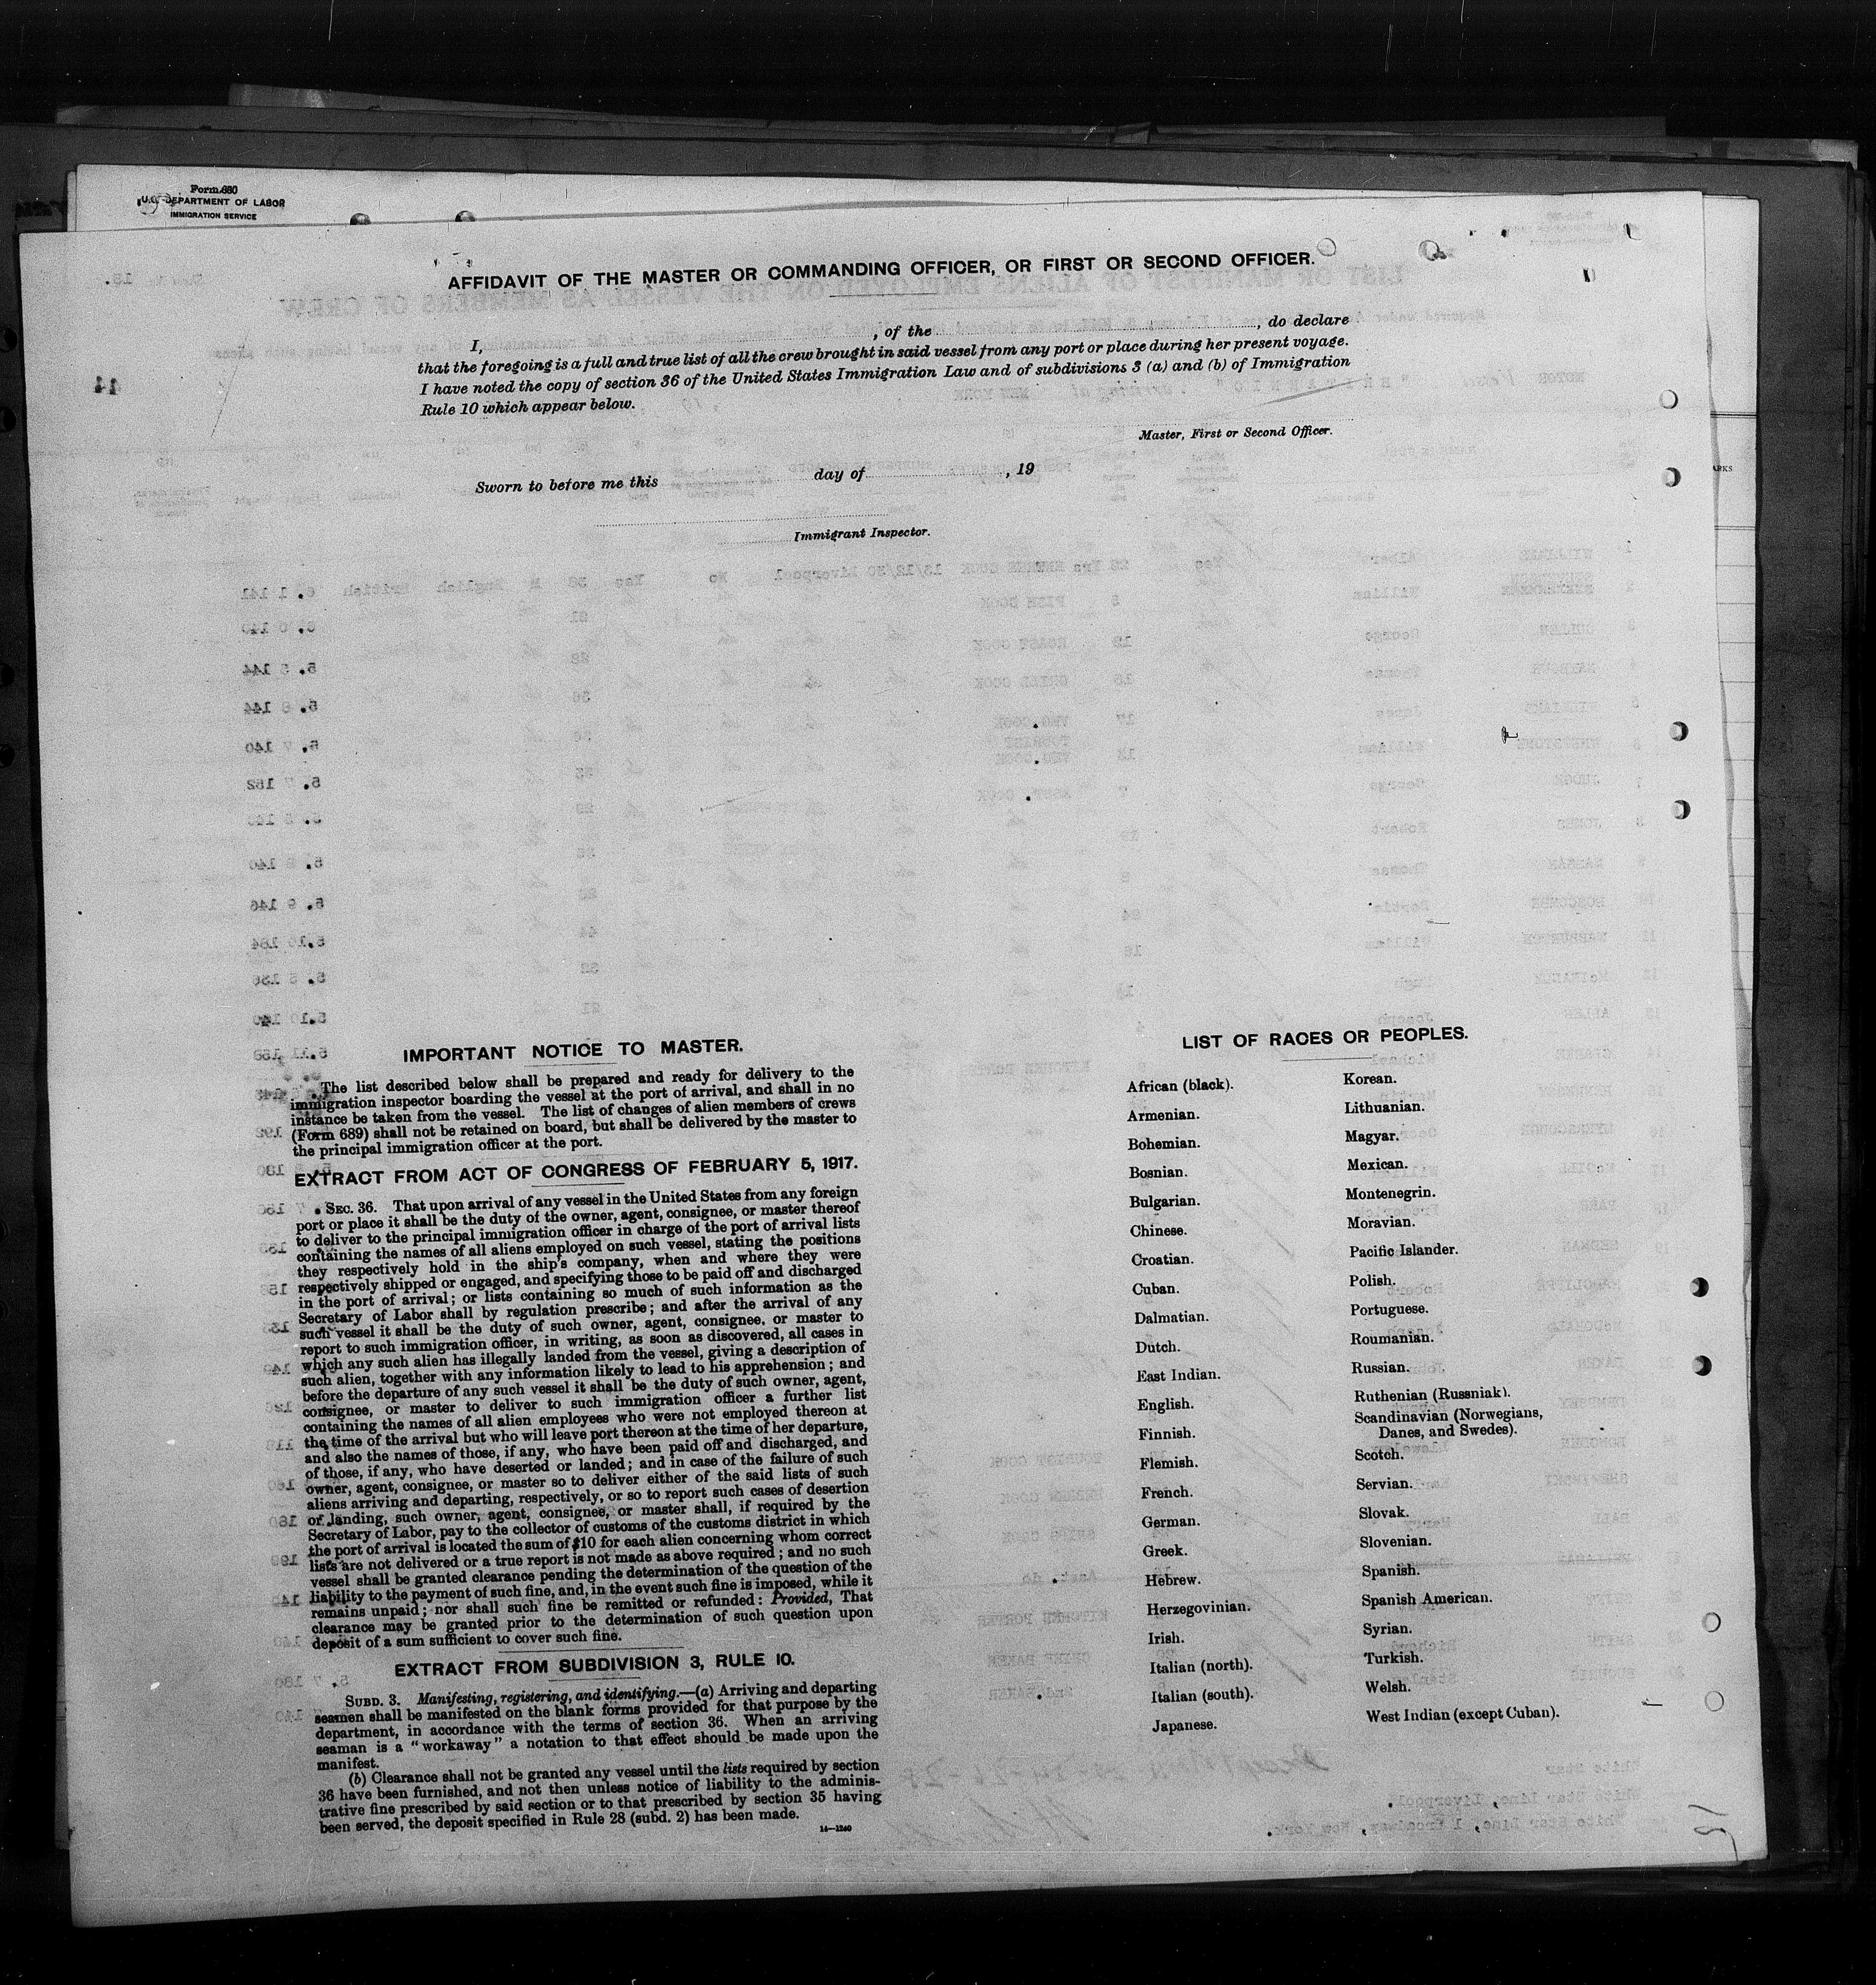 Form 680
U.S. DEPARTMENT OF LABOR
IMMIGRATION SERVICE
AFFIDAVIT OF THE MASTER OR COMMANDING OFFICER, OR FIRST OR SECOND OFFICER.
I, , of the , do declare
that the foregoing is a full and true list of all the crew brought in said vessel from any port or place during her present voyage.
I have noted the copy of section 36 of the United States Immigration Law and of subdivisions 3 (a) and (b) of Immigration
Rule 10 which appear below.
Master, First or Second Officer.
Sworn to before me this day of , 19
Immigrant Inspector.
IMPORTANT NOTICE TO MASTER.
The list described below shall be prepared and ready for delivery to the
immigration inspector boarding the vessel at the port of arrival, and shall in no
instance be taken from the vessel. The list of changes of alien members of crews
(Form 689) shall not be retained on board, but shall be delivered by the master to
the principal immigration officer at the port.
EXTRACT FROM ACT OF CONGRESS OF FEBRUARY 5, 1917.
SEC. 36. That upon arrival of any vessel in the United States from any foreign
port or place it shall be the duty of the owner, agent, consignee, or master thereof
to deliver to the principal immigration officer in charge of the port of arrival lists
containing the names of all aliens employed on such vessel, stating the positions
they respectively hold in the ship's company, when and where they were
respectively shipped or engaged, and specifying those to be paid off and discharged
in the port of arrival; or lists containing so much of such information as the
Secretary of Labor shall by regulation prescribe; and after the arrival of any
such vessel it shall be the duty of such owner, agent, consignee, or master to
report to such immigration officer, in writing, as soon as discovered, all cases in
which any such alien has illegally landed from the vessel, giving a description of
such alien, together with any information likely to lead to his apprehension; and
before the departure of any such vessel it shall be the duty of such owner, agent,
consignee, or master to deliver to such immigration officer a further list
containing the names of all alien employees who were not employed thereon at
the time of the arrival but who will leave port thereon at the time of her departure,
and also the names of those, if any, who have been paid off and discharged, and
of those, if any, who have deserted or landed; and in case of the failure of such
owner, agent, consignee, or master so to deliver either of the said lists of such
aliens arriving and departing, respectively, or so to report such cases of desertion
or landing, such owner, agent, consignee, or master shall, if required by the
Secretary of Labor, pay to the collector of customs of the customs district in which
the port of arrival is located the sum of $10 for each alien concerning whom correct
lists are not delivered or a true report is not made as above required; and no such
vessel shall be granted clearance pending the determination of the question of the
liability to the payment of such fine, and, in the event such fine is imposed, while it
remains unpaid; nor shall such fine be remitted or refunded: Provided, That
clearance may be granted prior to the determination of such question upon
deposit of a sum sufficient to cover such fine.
EXTRACT FROM SUBDIVISION 3, RULE 10.
SUBD. 3. Manifesting, registering, and identifying.—(a) Arriving and departing
seamen shall be manifested on the blank forms provided for that purpose by the
department, in accordance with the terms of section 36. When an arriving
seaman is a "workaway" a notation to that effect should be made upon the
manifest.
(b) Clearance shall not be granted any vessel until the lists required by section
36 have been furnished, and not then unless notice of liability to the adminis-
trative fine prescribed by said section or to that prescribed by section 35 having
been served, the deposit specified in Rule 28 (subd. 2) has been made.
14—1240
LIST OF RACES OR PEOPLES.
African (black).
Armenian.
Bohemian.
Bosnian.
Bulgarian.
Chinese.
Croatian.
Cuban.
Dalmatian.
Dutch.
East Indian.
English.
Finnish.
Flemish.
French.
German.
Greek.
Hebrew.
Herzegovinian.
Irish.
Italian (north).
Italian (south).
Japanese.
Korean.
Lithuanian.
Magyar.
Mexican.
Montenegrin.
Moravian.
Pacific Islander.
Polish.
Portuguese.
Roumanian.
Russian.
Ruthenian (Russniak).
Scandinavian (Norwegians,
Danes, and Swedes).
Scotch.
Servian.
Slovak.
Slovenian.
Spanish.
Spanish American.
Syrian.
Turkish.
Welsh.
West Indian (except Cuban).